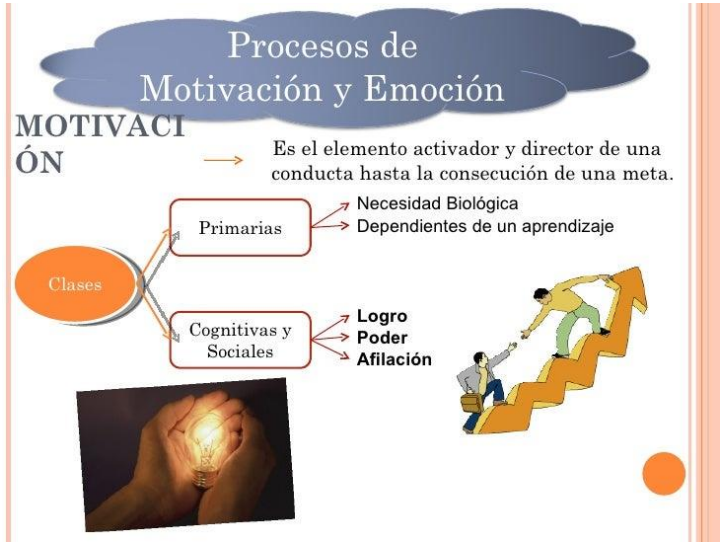 Procesos de
Motivación y Emoción
MOTIVACI
ÓN
Es el elemento activador y director de una
conducta hasta la consecución de una meta.
Clases
Primarias
Necesidad Biológica
Dependientes de un aprendizaje
Cognitivas y
Sociales
Logro
Poder
Afilación